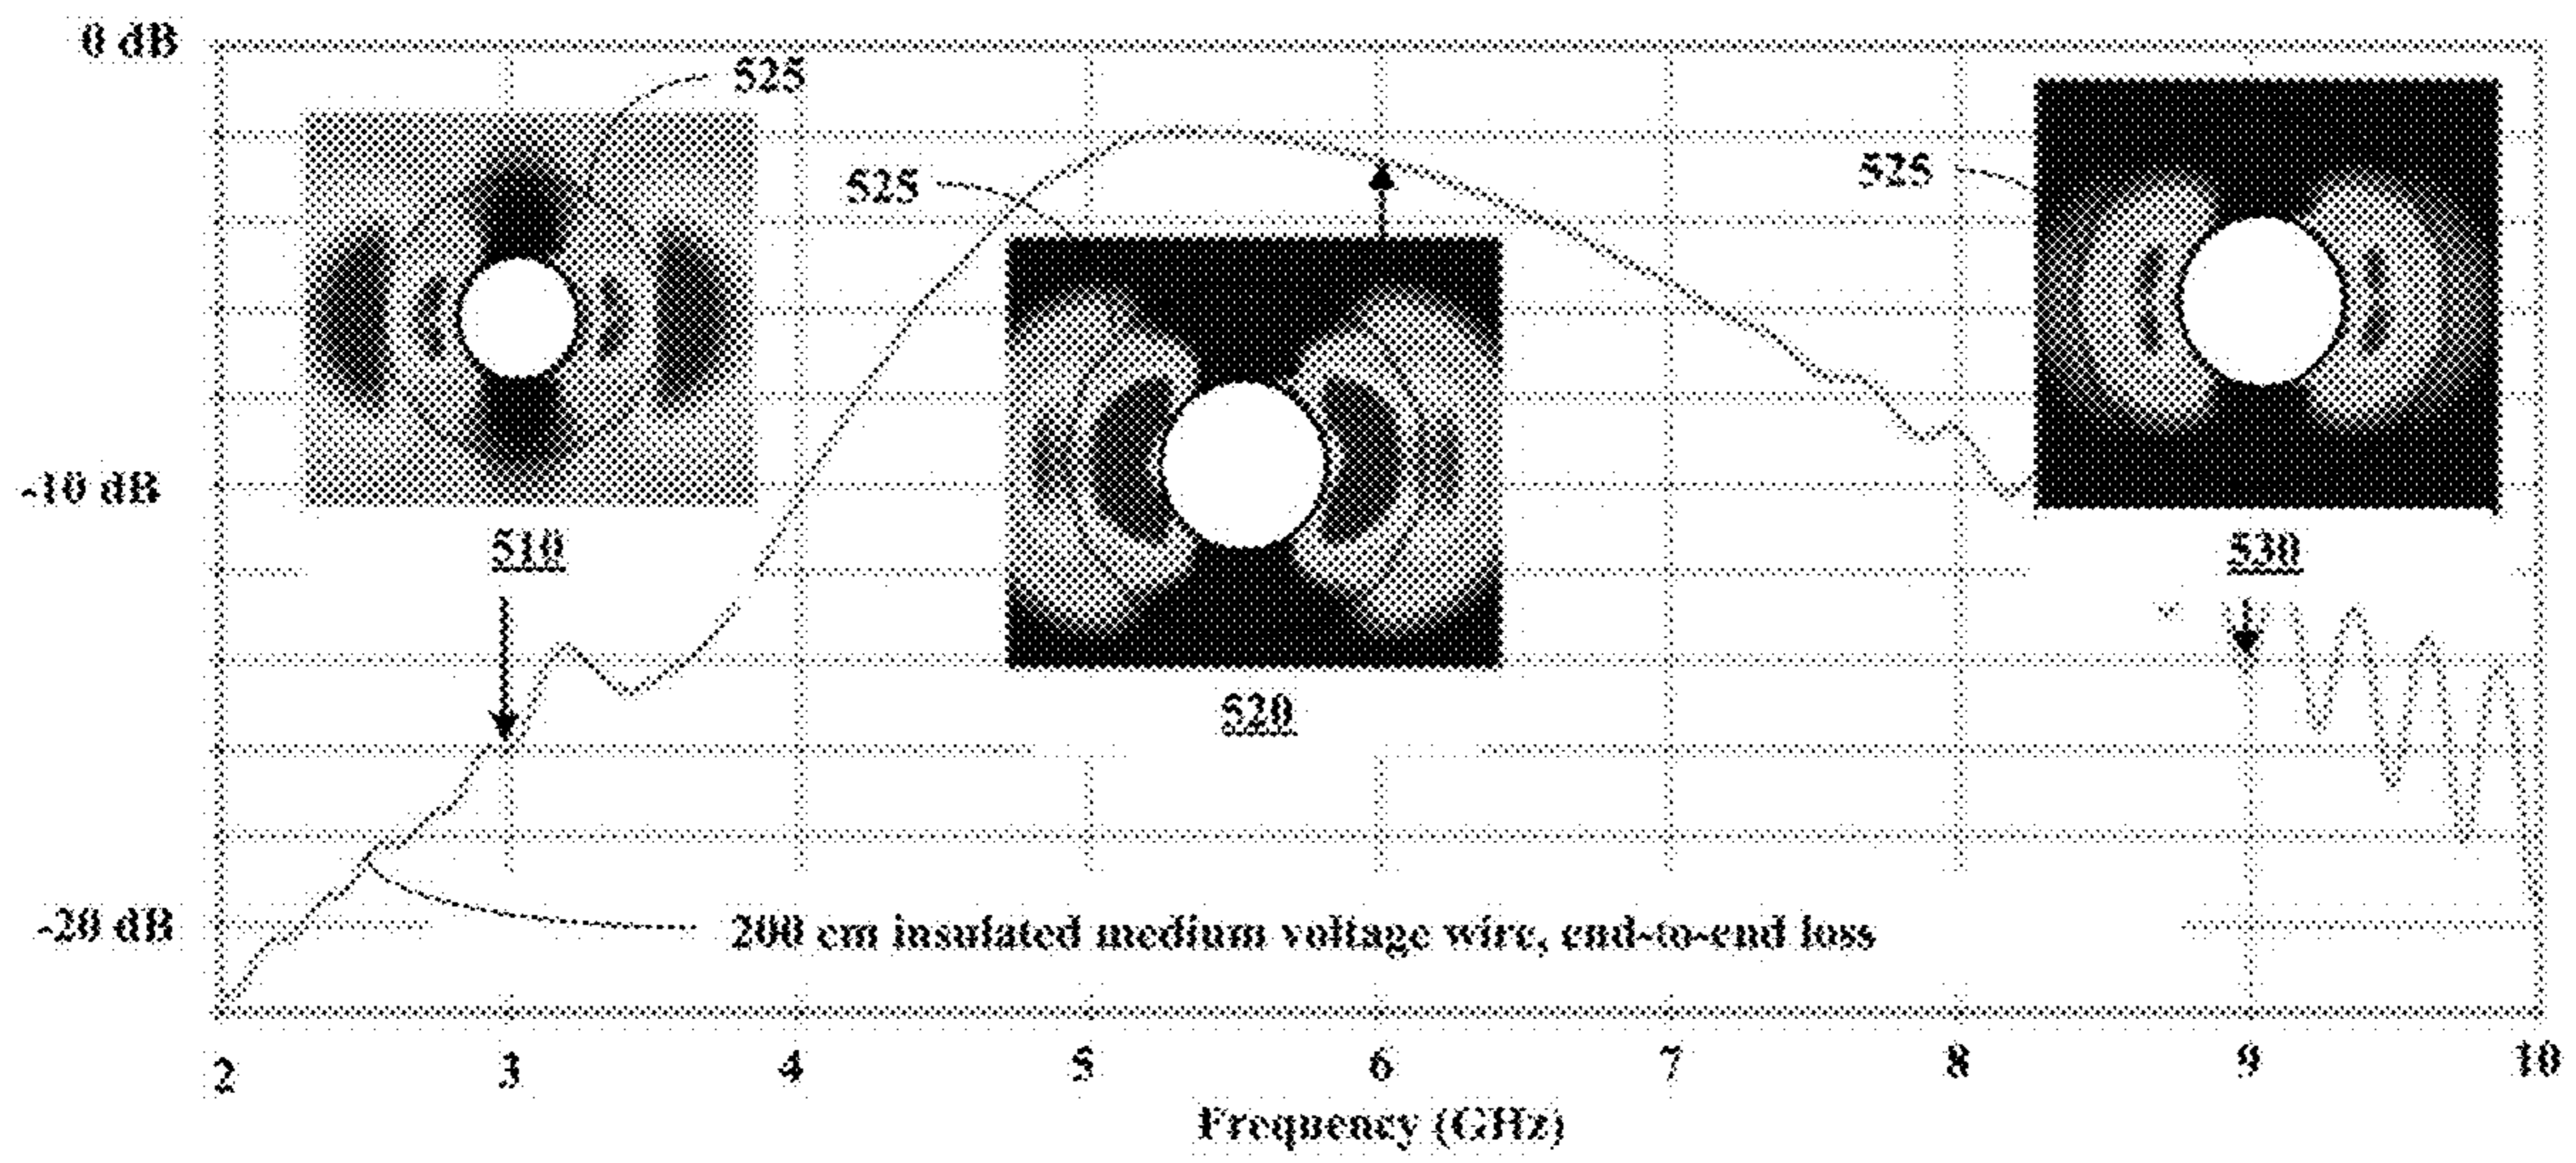 0 dB
525
525
525
-10 dB
510
530
520
-20 dB
200 cm insulated medium voltage wire, end-to-end loss
2 3 4 5 6 7 8 9 10
Frequency (GHz)